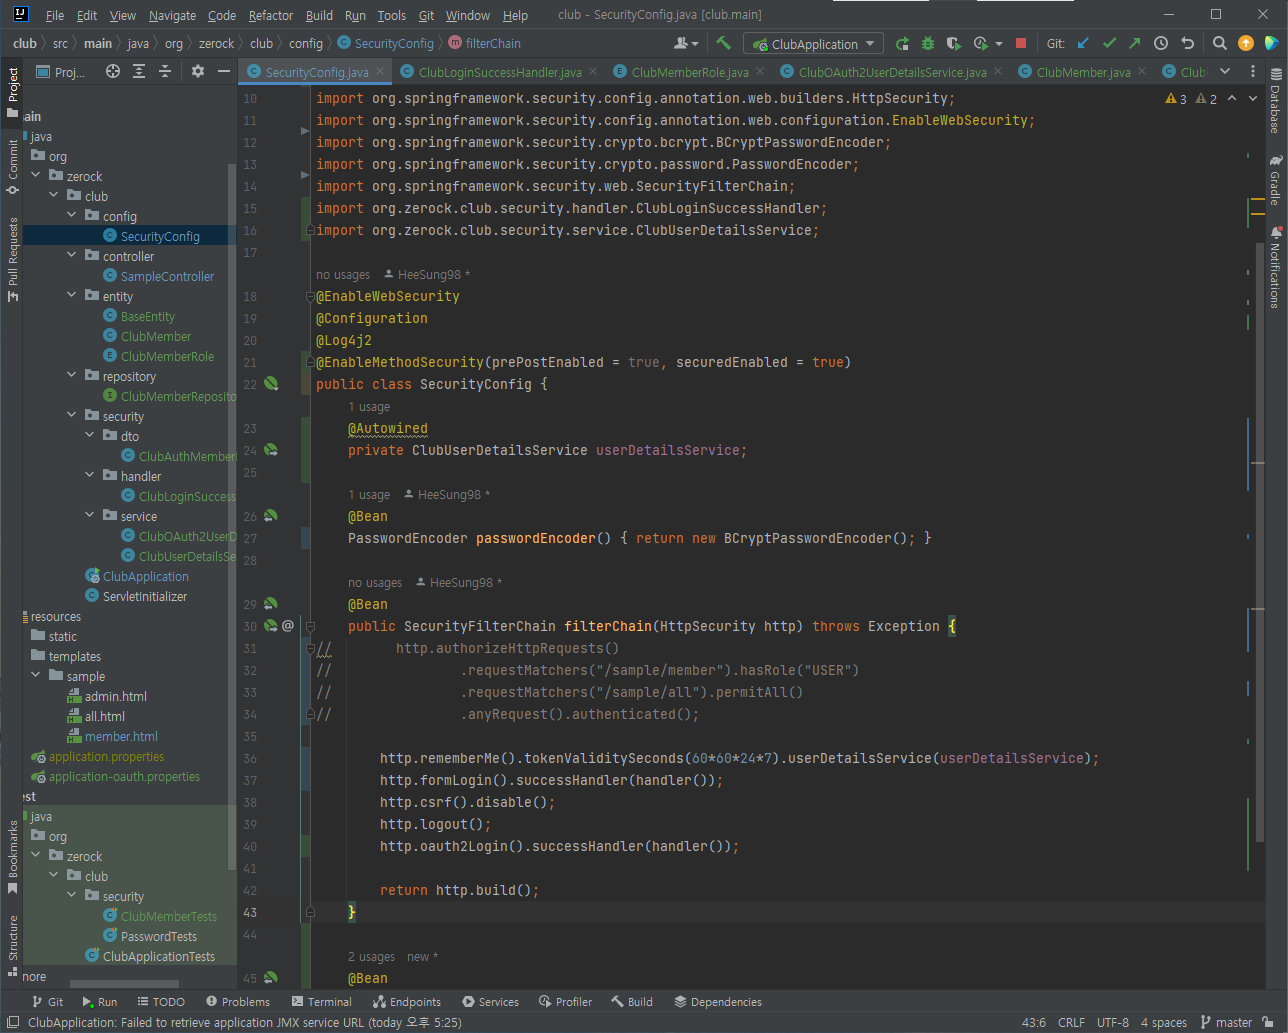 File Edit View Navigate Code Refactor Build Run Tools Git Window Help club - SecurityConfig.java [club.main]
club src main java org zerock club config SecurityConfig filterChain ClubApplication Git:
Proj... SecurityConfig.java ClubLoginSuccessHandler.java ClubMemberRole.java ClubOAuth2UserDetailsService.java ClubMember.java Club
Project
Commit
Pull Requests
Bookmarks
Structure
ain
java
org
zerock
club
config
SecurityConfig
controller
SampleController
entity
BaseEntity
ClubMember
ClubMemberRole
repository
ClubMemberReposito
security
dto
ClubAuthMember
handler
ClubLoginSuccess
service
ClubOAuth2UserD
ClubUserDetailsSe
ClubApplication
ServletInitializer
resources
static
templates
sample
admin.html
all.html
member.html
application.properties
application-oauth.properties
est
java
org
zerock
club
security
ClubMemberTests
PasswordTests
ClubApplicationTests
nore
3 2
10 import org.springframework.security.config.annotation.web.builders.HttpSecurity;
11 import org.springframework.security.config.annotation.web.configuration.EnableWebSecurity;
12 import org.springframework.security.crypto.bcrypt.BCryptPasswordEncoder;
13 import org.springframework.security.crypto.password.PasswordEncoder;
14 import org.springframework.security.web.SecurityFilterChain;
15 import org.zerock.club.security.handler.ClubLoginSuccessHandler;
16 import org.zerock.club.security.service.ClubUserDetailsService;
17
no usages HeeSung98 *
18 @EnableWebSecurity
19 @Configuration
20 @Log4j2
21 @EnableMethodSecurity(prePostEnabled = true, securedEnabled = true)
22 public class SecurityConfig {
1 usage
23 @Autowired
24 private ClubUserDetailsService userDetailsService;
25
1 usage HeeSung98 *
26 @Bean
27 PasswordEncoder passwordEncoder() { return new BCryptPasswordEncoder(); }
28
no usages HeeSung98 *
29 @Bean
30 @ public SecurityFilterChain filterChain(HttpSecurity http) throws Exception {
31 // http.authorizeHttpRequests()
32 // .requestMatchers("/sample/member").hasRole("USER")
33 // .requestMatchers("/sample/all").permitAll()
34 // .anyRequest().authenticated();
35
36 http.rememberMe().tokenValiditySeconds(60*60*24*7).userDetailsService(userDetailsService);
37 http.formLogin().successHandler(handler());
38 http.csrf().disable();
39 http.logout();
40 http.oauth2Login().successHandler(handler());
41
42 return http.build();
43 }
44
2 usages new *
45 @Bean
Database
Gradle
Notifications
Git Run TODO Problems Terminal Endpoints Services Profiler Build Dependencies
ClubApplication: Failed to retrieve application JMX service URL (today 오후 5:25) 43:6 CRLF UTF-8 4 spaces master